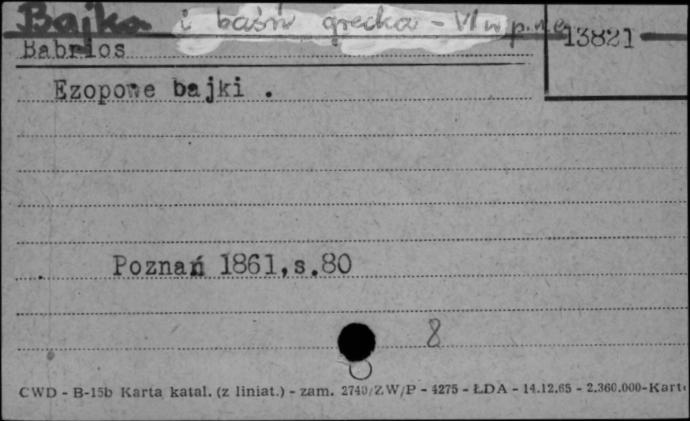 Bajka i baśń grecka - VI w p.n.e.
13821
Babrios
Ezopowe bajki .
Poznań 1861,s.80
8
CWD - B-15b Karta katal. (z liniat.) - zam. 2740/ZW/P - 4275 - ŁDA - 14.12.65 - 2.360.000-Kart